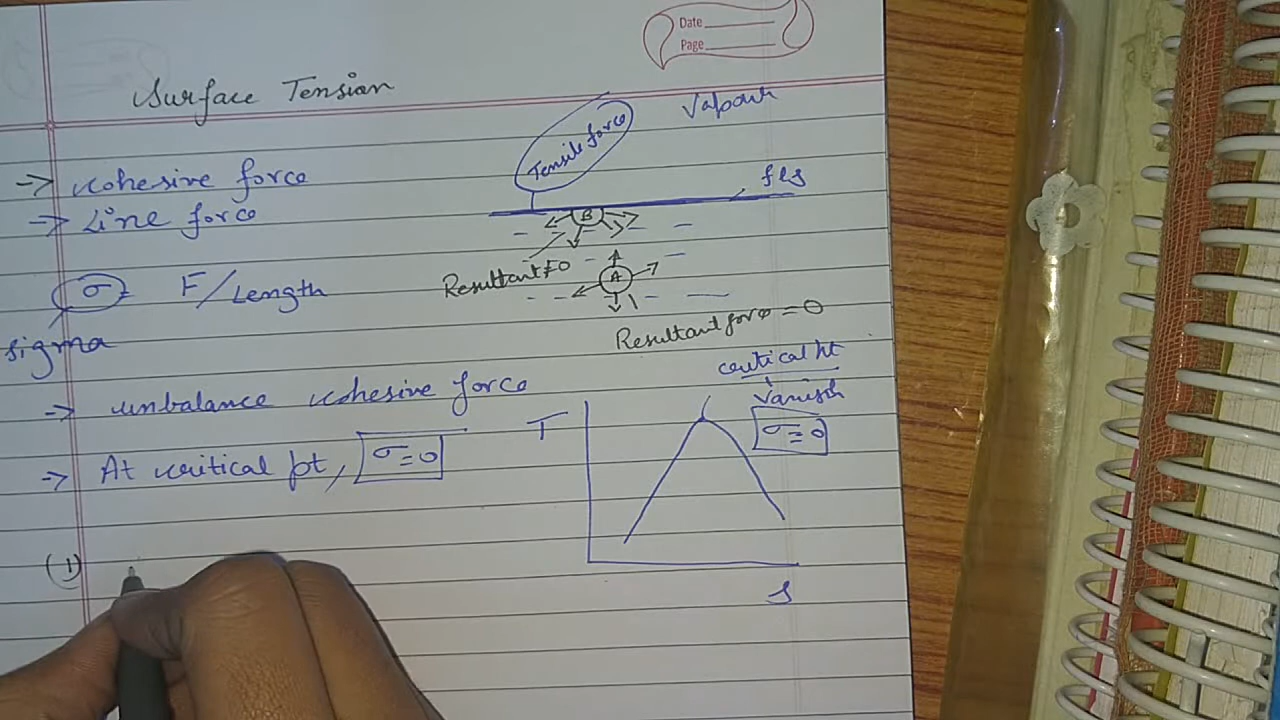 Date
Page
Surface Tension
Vapour
Tensile force
-> cohesive force
fls
-> Line force
B
Resultant ≠ 0
A
σ = F/Length
Resultant force = 0
sigma
critical pt
-> unbalance cohesive force
Vanish
T
σ = 0
-> At critical pt, σ = 0
(1)
s